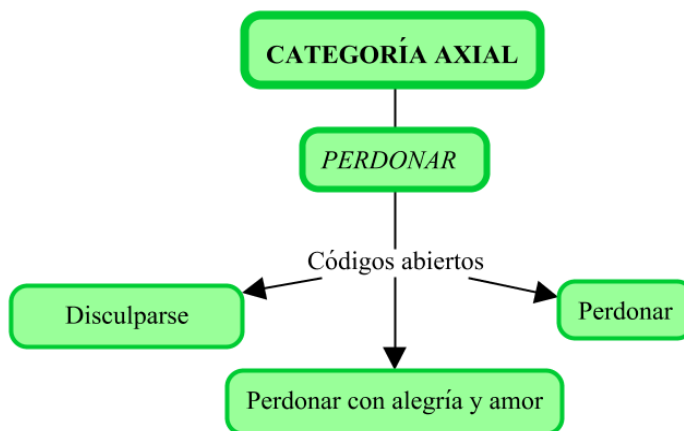 CATEGORÍA AXIAL
PERDONAR
Códigos abiertos
Disculparse
Perdonar
Perdonar con alegría y amor